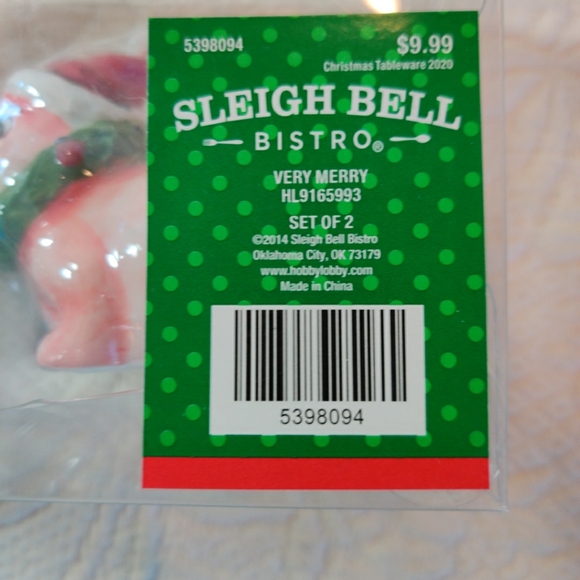 5398094 $9.99
Christmas Tableware 2020
SLEIGH BELL
BISTRO®
VERY MERRY
HL9165993
SET OF 2
©2014 Sleigh Bell Bistro
Oklahoma City, OK 73179
www.hobbylobby.com
Made in China
5398094